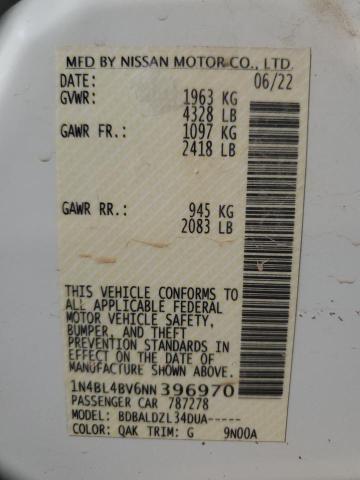 MFD BY NISSAN MOTOR CO., LTD.
DATE: 06/22
GVWR: 1963 KG
4328 LB
GAWR FR.: 1097 KG
2418 LB
GAWR RR.: 945 KG
2083 LB
THIS VEHICLE CONFORMS TO
ALL APPLICABLE FEDERAL
MOTOR VEHICLE SAFETY,
BUMPER, AND THEFT
PREVENTION STANDARDS IN
EFFECT ON THE DATE OF
MANUFACTURE SHOWN ABOVE.
1N4BL4BV6NN396970
PASSENGER CAR 787278
MODEL: BDBALDZL34DUA-----
COLOR: QAK TRIM: G 9N00A